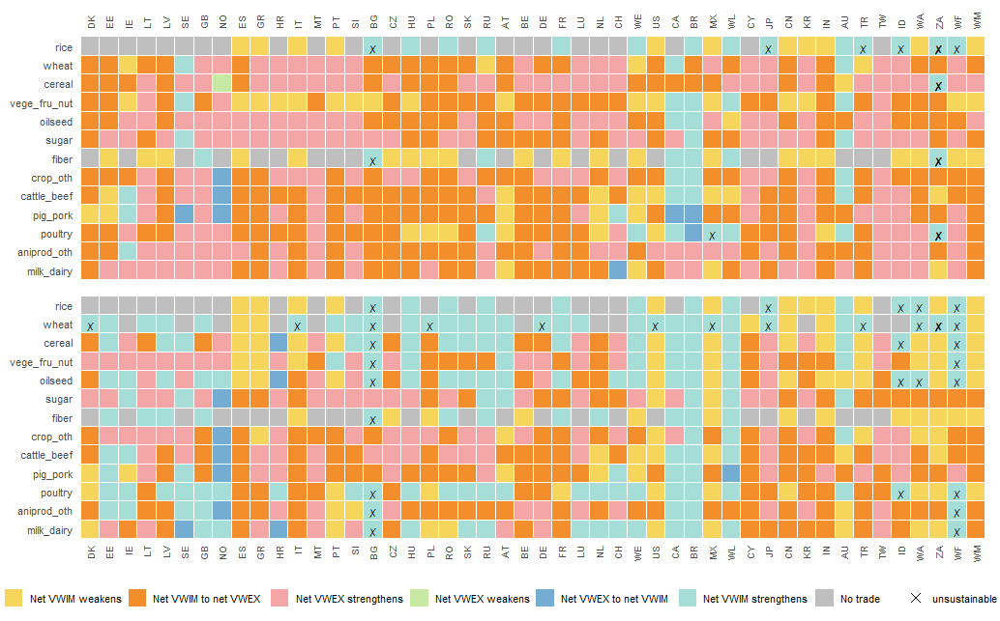 DK EE IE LT LV SE GB NO ES GR HR IT MT PT SI BG CZ HU PL RO SK RU AT BE DE FR LU NL CH WE US CA BR MX WL CY JP CN KR IN AU TR TW ID WA ZA WF WM
rice
wheat
cereal
vege_fru_nut
oilseed
sugar
fiber
crop_oth
cattle_beef
pig_pork
poultry
aniprod_oth
milk_dairy
rice
wheat
cereal
vege_fru_nut
oilseed
sugar
fiber
crop_oth
cattle_beef
pig_pork
poultry
aniprod_oth
milk_dairy
DK EE IE LT LV SE GB NO ES GR HR IT MT PT SI BG CZ HU PL RO SK RU AT BE DE FR LU NL CH WE US CA BR MX WL CY JP CN KR IN AU TR TW ID WA ZA WF WM
Net VWIM weakens Net VWIM to net VWEX Net VWEX strengthens Net VWEX weakens Net VWEX to net VWIM Net VWIM strengthens No trade unsustainable